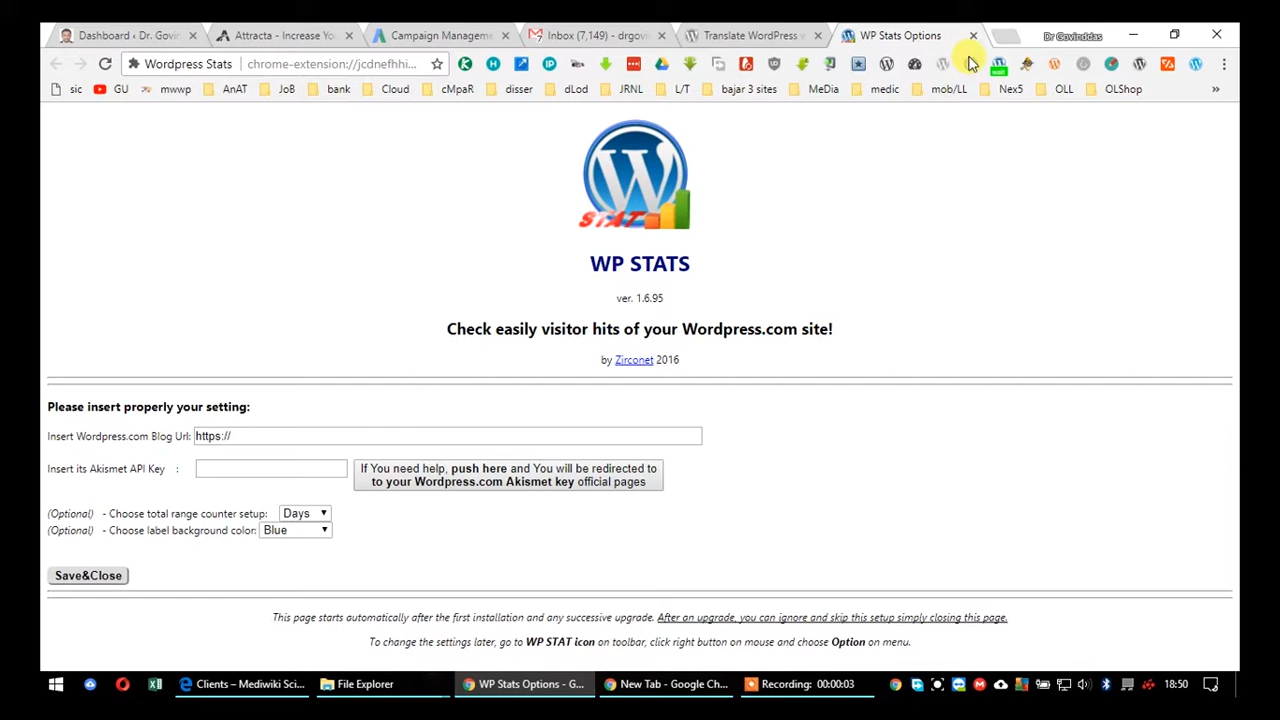 Dashboard ‹ Dr. Govin
Attracta - Increase Yo
Campaign Manageme
Inbox (7,149) - drgovi
Translate WordPress w
WP Stats Options
Dr Govinddas
Wordpress Stats
chrome-extension://jcdnefhhi...
sic
GU
mwwp
AnAT
JoB
bank
Cloud
cMpaR
disser
dLod
JRNL
L/T
bajar 3 sites
MeDia
medic
mob/LL
Nex5
OLL
OLShop
»
STAT
WP STATS
ver. 1.6.95
Check easily visitor hits of your Wordpress.com site!
by Zirconet 2016
Please insert properly your setting:
Insert Wordpress.com Blog Url: https://
Insert its Akismet API Key :
If You need help, push here and You will be redirected to
to your Wordpress.com Akismet key official pages
(Optional) - Choose total range counter setup: Days
(Optional) - Choose label background color: Blue
Save&Close
This page starts automatically after the first installation and any successive upgrade. After an upgrade, you can ignore and skip this setup simply closing this page.
To change the settings later, go to WP STAT icon on toolbar, click right button on mouse and choose Option on menu.
Clients – Mediwiki Sci...
File Explorer
WP Stats Options - G...
New Tab - Google Ch...
Recording: 00:00:03
18:50